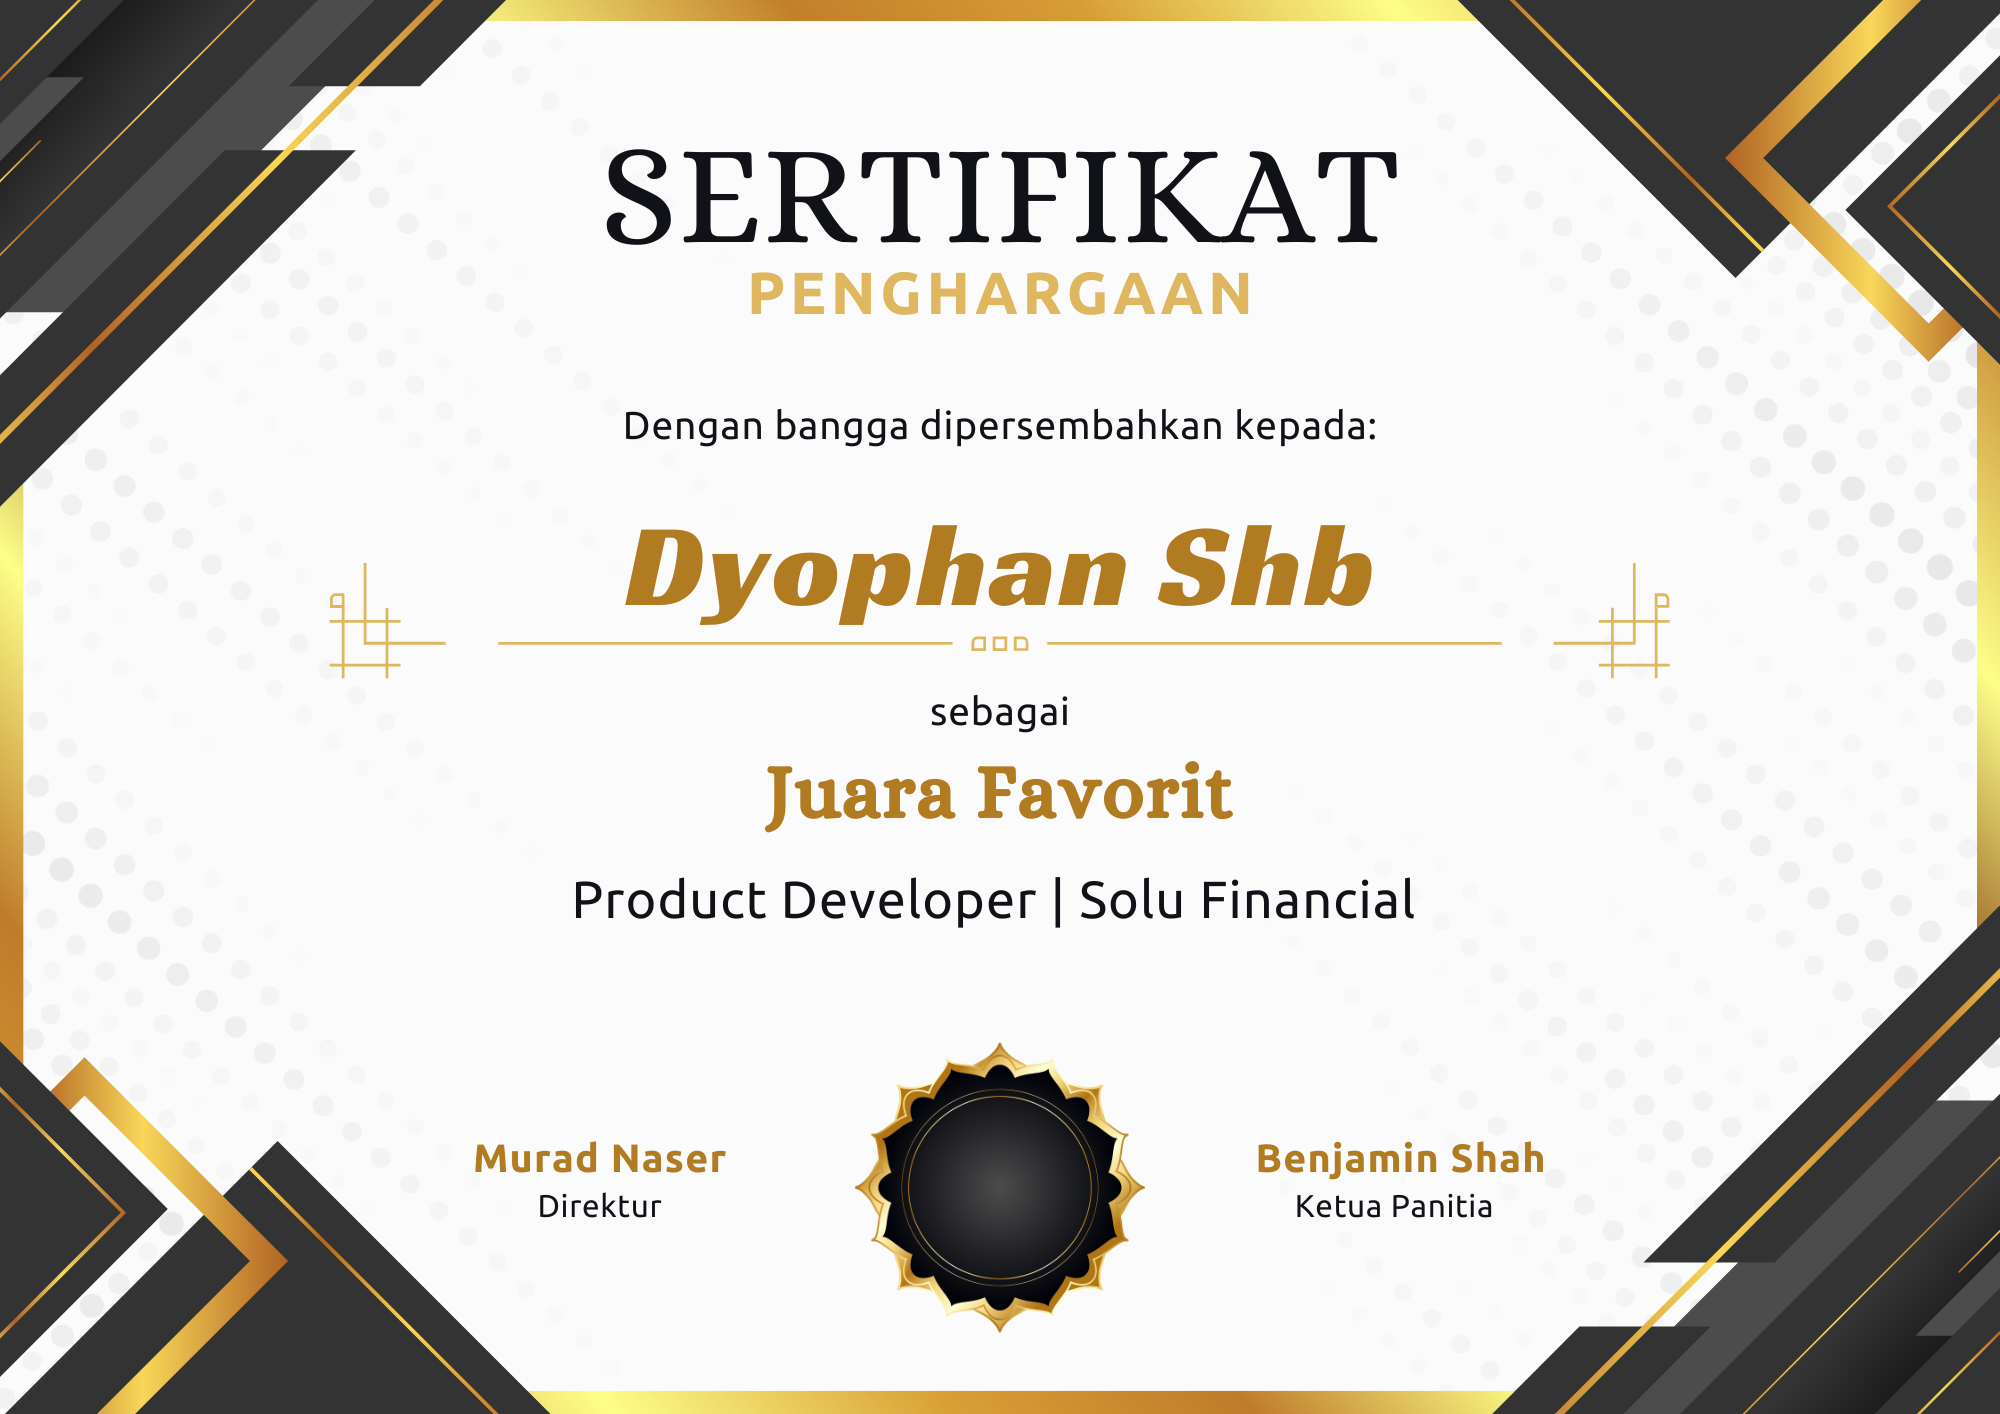 SERTIFIKAT
PENGHARGAAN
Dengan bangga dipersembahkan kepada:
Dyophan Shb
sebagai
Juara Favorit
Product Developer | Solu Financial
Murad Naser
Direktur
Benjamin Shah
Ketua Panitia